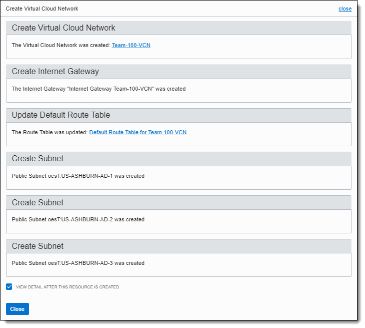 Create Virtual Cloud Network
close
Create Virtual Cloud Network
The Virtual Cloud Network was created: Team-100-VCN
Create Internet Gateway
The Internet Gateway "Internet Gateway Team-100-VCN" was created
Update Default Route Table
The Route Table was updated: Default Route Table for Team-100-VCN
Create Subnet
Public Subnet oesT:US-ASHBURN-AD-1 was created
Create Subnet
Public Subnet oesT:US-ASHBURN-AD-2 was created
Create Subnet
Public Subnet oesT:US-ASHBURN-AD-3 was created
VIEW DETAIL AFTER THIS RESOURCE IS CREATED
Close